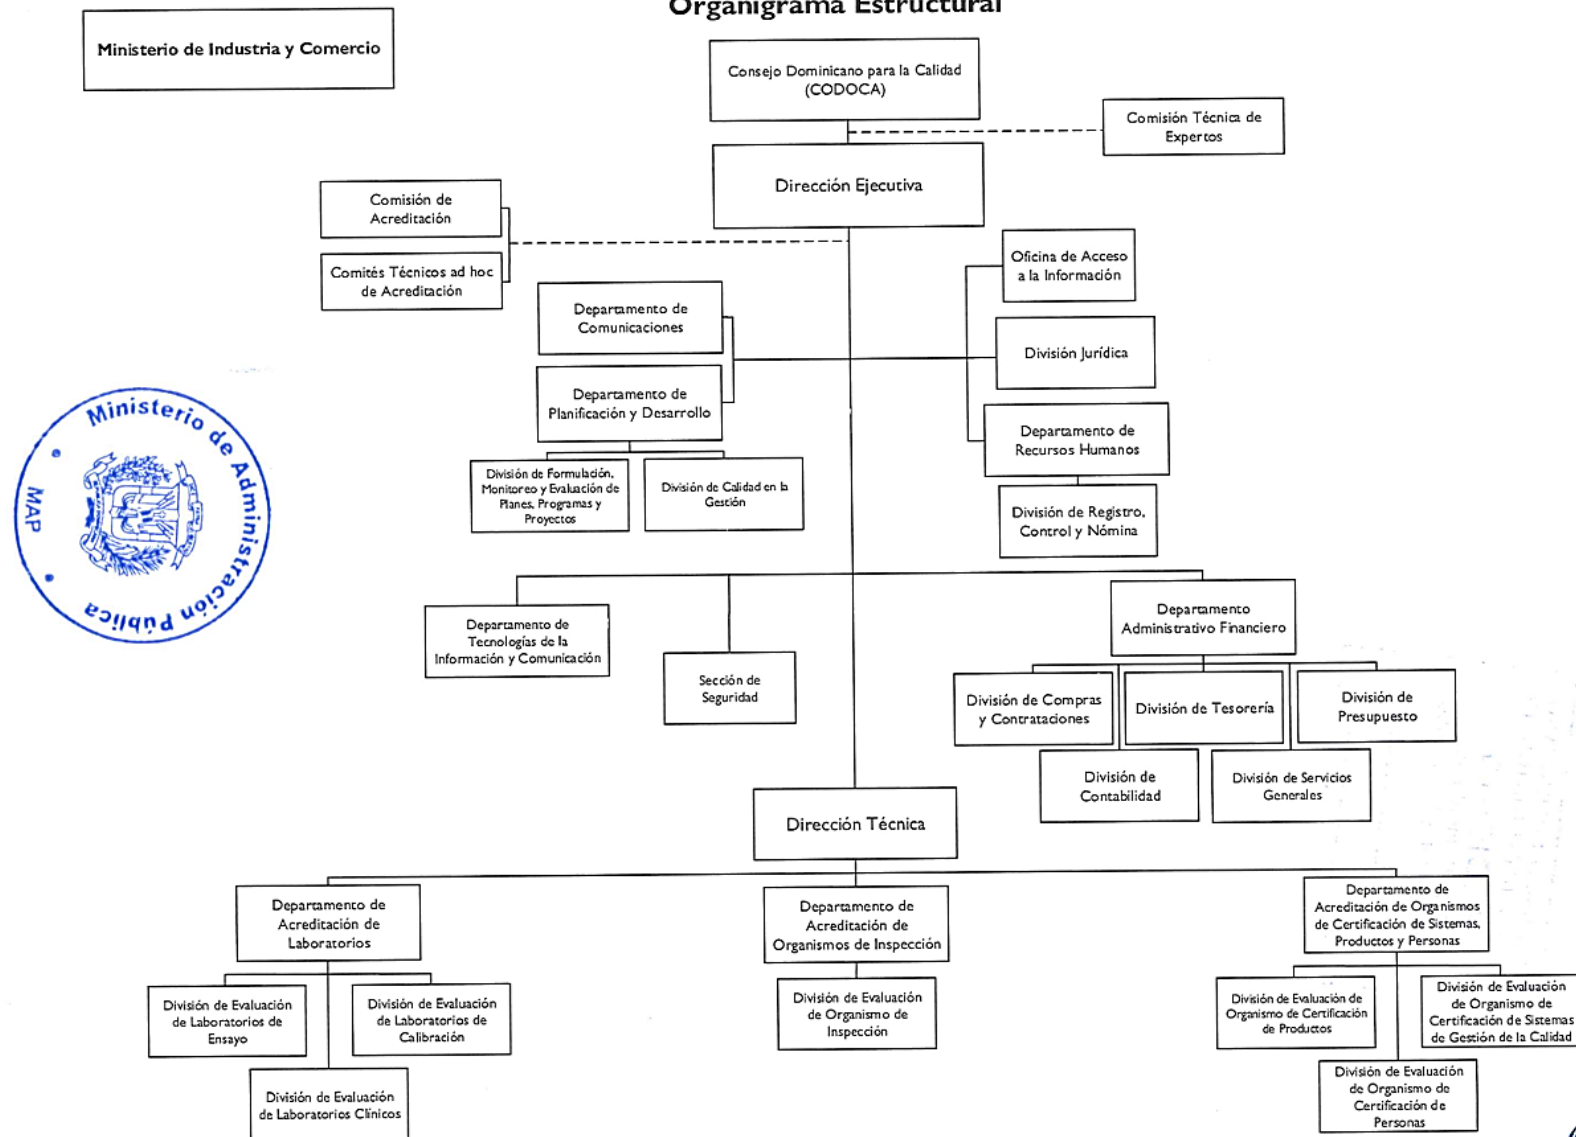 Organigrama Estructural
Ministerio de Industria y Comercio
Consejo Dominicano para la Calidad
(CODOCA)
Comisión Técnica de
Expertos
Dirección Ejecutiva
Comisión de
Acreditación
Comités Técnicos ad hoc
de Acreditación
Oficina de Acceso
a la Información
Departamento de
Comunicaciones
División Jurídica
Departamento de
Planificación y Desarrollo
Departamento de
Recursos Humanos
División de Formulación,
Monitoreo y Evaluación de
Planes, Programas y
Proyectos
División de Calidad en la
Gestión
División de Registro,
Control y Nómina
Ministerio de Administración Pública
MAP
Departamento de
Tecnologías de la
Información y Comunicación
Sección de
Seguridad
Departamento
Administrativo Financiero
División de Compras
y Contrataciones
División de Tesorería
División de
Presupuesto
División de
Contabilidad
División de Servicios
Generales
Dirección Técnica
Departamento de
Acreditación de
Laboratorios
Departamento de
Acreditación de
Organismos de Inspección
Departamento de
Acreditación de Organismos
de Certificación de Sistemas,
Productos y Personas
División de Evaluación
de Laboratorios de
Ensayo
División de Evaluación
de Laboratorios de
Calibración
División de Evaluación
de Laboratorios Clínicos
División de Evaluación
de Organismo de
Inspección
División de Evaluación de
Organismo de Certificación
de Productos
División de Evaluación
de Organismo de
Certificación de Sistemas
de Gestión de la Calidad
División de Evaluación
de Organismo de
Certificación de
Personas